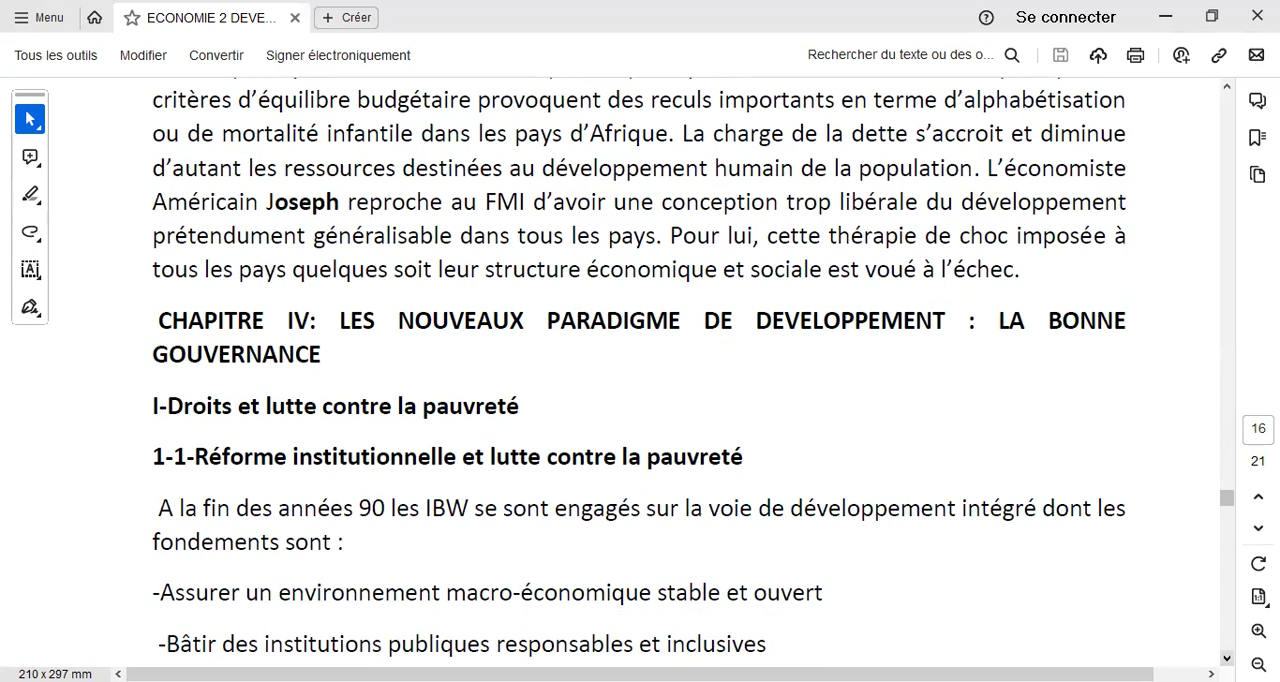 Menu
ECONOMIE 2 DEVE...
Créer
Se connecter
Tous les outils
Modifier
Convertir
Signer électroniquement
Rechercher du texte ou des o...
critères d’équilibre budgétaire provoquent des reculs importants en terme d’alphabétisation
ou de mortalité infantile dans les pays d’Afrique. La charge de la dette s’accroit et diminue
d’autant les ressources destinées au développement humain de la population. L’économiste
Américain Joseph reproche au FMI d’avoir une conception trop libérale du développement
prétendument généralisable dans tous les pays. Pour lui, cette thérapie de choc imposée à
tous les pays quelques soit leur structure économique et sociale est voué à l’échec.
CHAPITRE IV: LES NOUVEAUX PARADIGME DE DEVELOPPEMENT : LA BONNE
GOUVERNANCE
I-Droits et lutte contre la pauvreté
1-1-Réforme institutionnelle et lutte contre la pauvreté
A la fin des années 90 les IBW se sont engagés sur la voie de développement intégré dont les
fondements sont :
-Assurer un environnement macro-économique stable et ouvert
-Bâtir des institutions publiques responsables et inclusives
16
21
210 x 297 mm